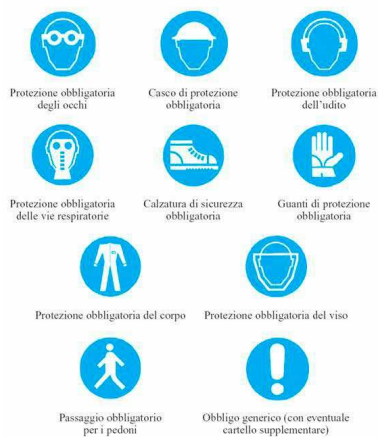 Protezione obbligatoria
degli occhi
Casco di protezione
obbligatoria
Protezione obbligatoria
dell'udito
Protezione obbligatoria
delle vie respiratorie
Calzatura di sicurezza
obbligatoria
Guanti di protezione
obbligatoria
Protezione obbligatoria del corpo
Protezione obbligatoria del viso
Passaggio obbligatorio
per i pedoni
Obbligo generico (con eventuale
cartello supplementare)